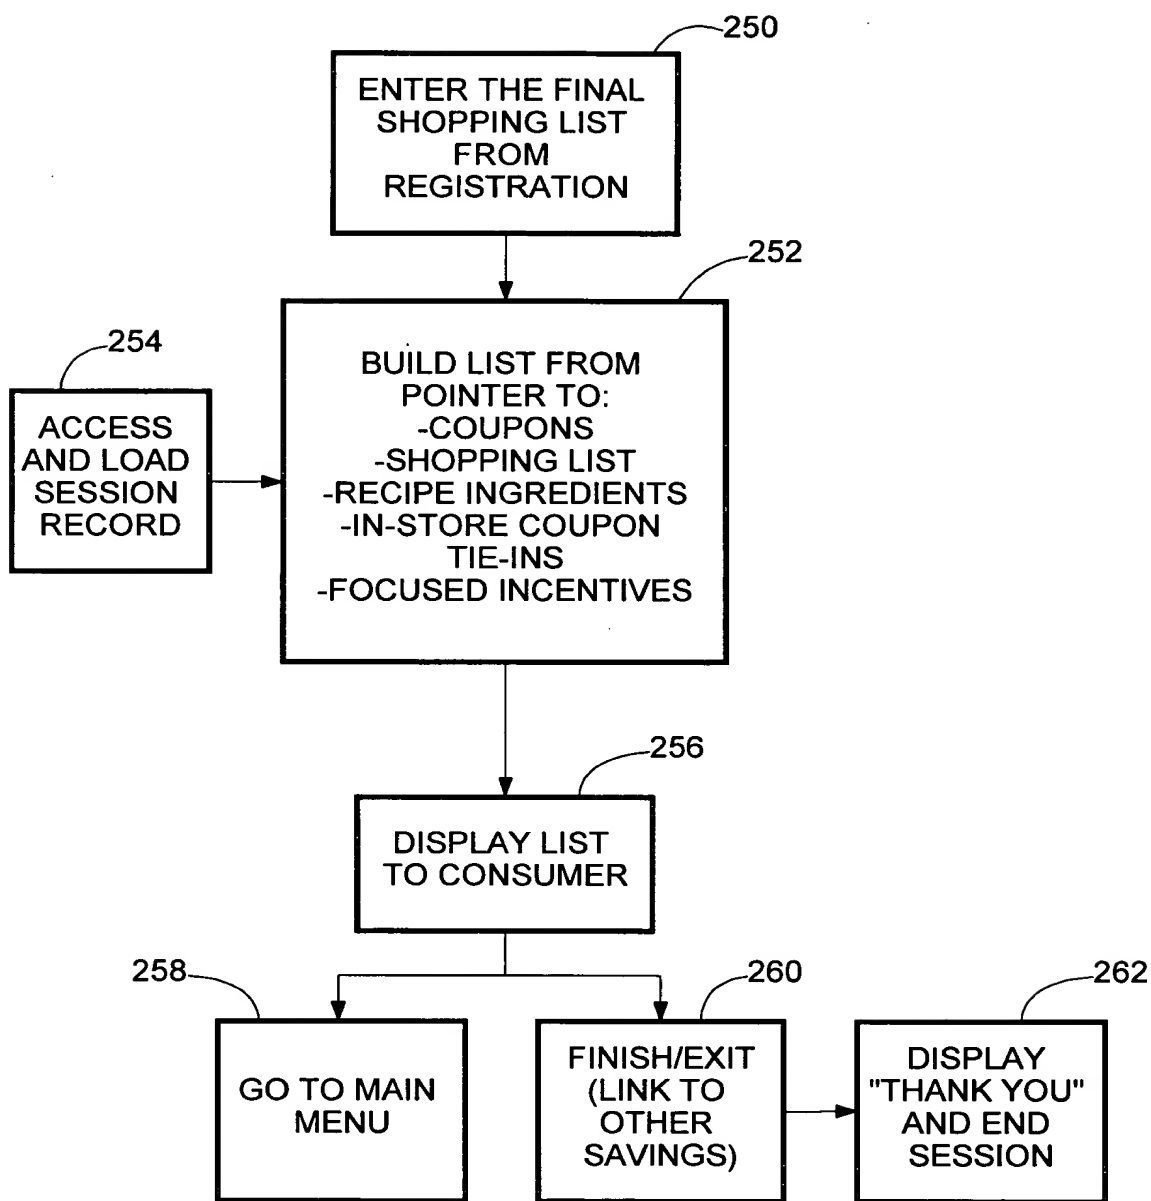 250
ENTER THE FINAL
SHOPPING LIST
FROM
REGISTRATION
252
254
BUILD LIST FROM
POINTER TO:
-COUPONS
-SHOPPING LIST
-RECIPE INGREDIENTS
-IN-STORE COUPON
TIE-INS
-FOCUSED INCENTIVES
ACCESS
AND LOAD
SESSION
RECORD
256
DISPLAY LIST
TO CONSUMER
258
260
262
GO TO MAIN
MENU
FINISH/EXIT
(LINK TO
OTHER
SAVINGS)
DISPLAY
"THANK YOU"
AND END
SESSION